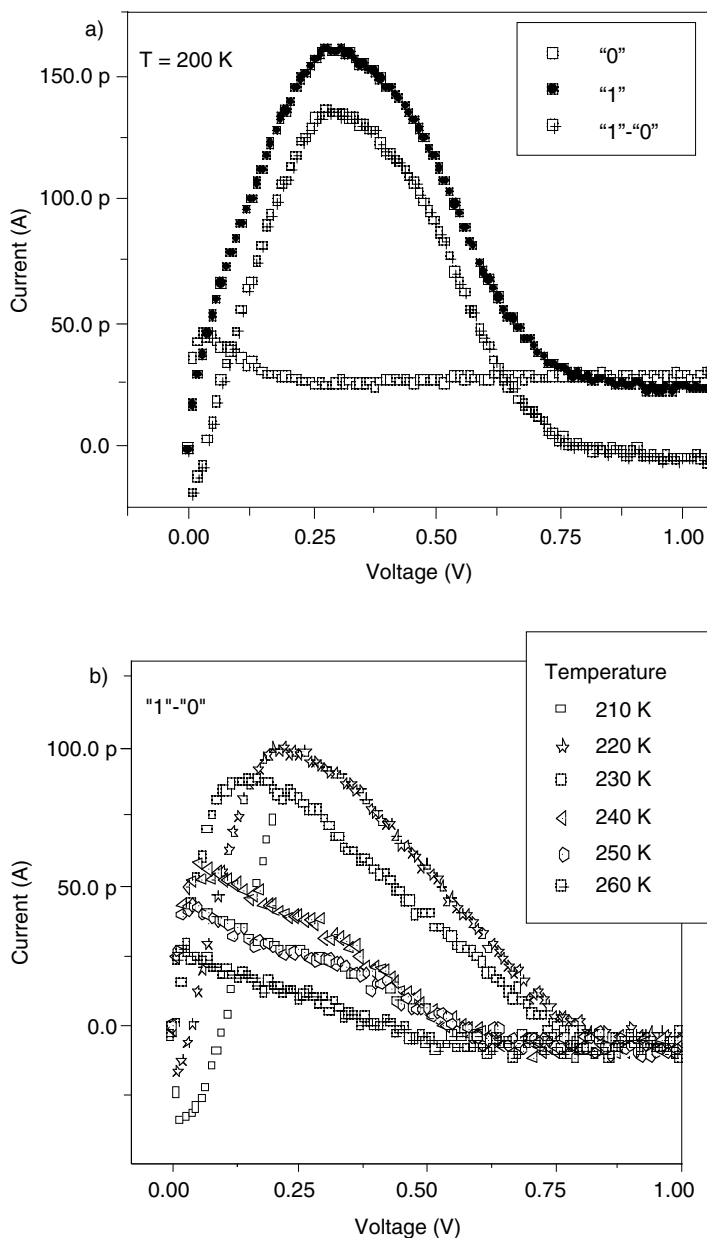 a)
T = 200 K
“0”
“1”
“1”-“0”
150.0 p
100.0 p
50.0 p
0.0
Current (A)
0.00 0.25 0.50 0.75 1.00
Voltage (V)
b)
"1"-"0"
Temperature
210 K
220 K
230 K
240 K
250 K
260 K
100.0 p
50.0 p
0.0
Current (A)
0.00 0.25 0.50 0.75 1.00
Voltage (V)